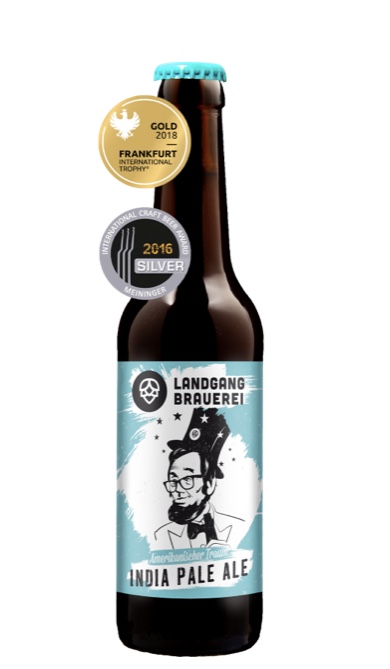 GOLD
2018
FRANKFURT
INTERNATIONAL
TROPHY®
INTERNATIONAL CRAFT BEER AWARD
2016
SILVER
MEININGER
LANDGANG
BRAUEREI
Amerikanischer Traum
INDIA PALE ALE